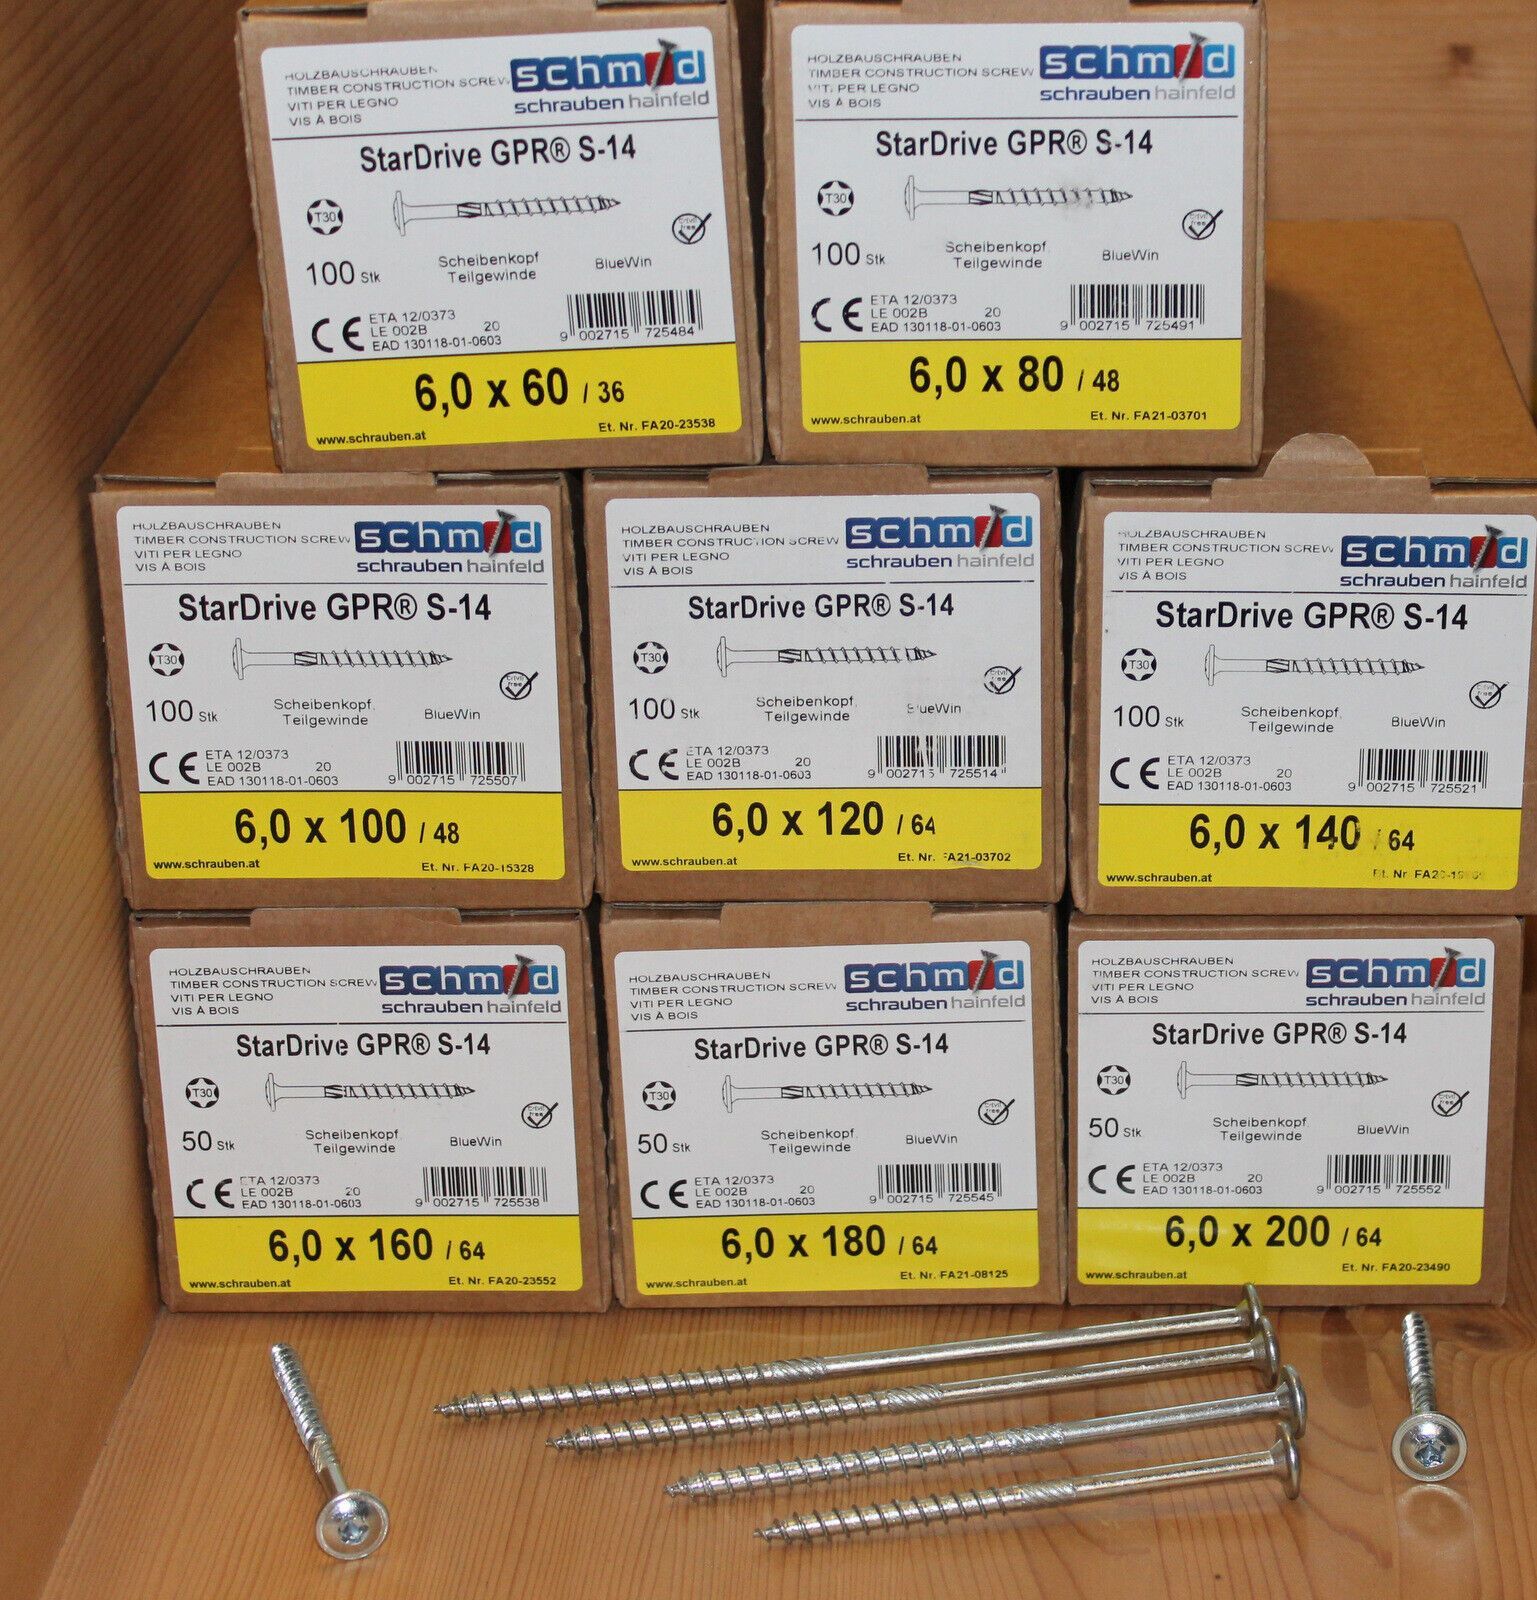 HOLZBAUSCHRAUBEN
TIMBER CONSTRUCTION SCREW
VITI PER LEGNO
VIS À BOIS
schmid
schrauben hainfeld
StarDrive GPR® S-14
T30
100 Stk
Scheibenkopf
Teilgewinde
BlueWin
CE
ETA 12/0373
LE 002B 20
EAD 130118-01-0603
9 002715 725484
6,0 x 60 / 36
www.schrauben.at
Et. Nr. FA20-23538
HOLZBAUSCHRAUBEN
TIMBER CONSTRUCTION SCREW
VITI PER LEGNO
VIS À BOIS
schmid
schrauben hainfeld
StarDrive GPR® S-14
T30
100 Stk
Scheibenkopf
Teilgewinde
BlueWin
CE
ETA 12/0373
LE 002B 20
EAD 130118-01-0603
9 002715 725491
6,0 x 80 / 48
www.schrauben.at
Et. Nr. FA21-03701
HOLZBAUSCHRAUBEN
TIMBER CONSTRUCTION SCREW
VITI PER LEGNO
VIS À BOIS
schmid
schrauben hainfeld
StarDrive GPR® S-14
T30
100 Stk
Scheibenkopf
Teilgewinde
BlueWin
CE
ETA 12/0373
LE 002B 20
EAD 130118-01-0603
9 002715 725507
6,0 x 100 / 48
www.schrauben.at
Et. Nr. FA20-15328
HOLZBAUSCHRAUBEN
TIMBER CONSTRUCTION SCREW
VITI PER LEGNO
VIS À BOIS
schmid
schrauben hainfeld
StarDrive GPR® S-14
T30
100 Stk
Scheibenkopf
Teilgewinde
BlueWin
CE
ETA 12/0373
LE 002B 20
EAD 130118-01-0603
9 002715 725514
6,0 x 120 / 64
www.schrauben.at
Et. Nr. FA21-03702
HOLZBAUSCHRAUBEN
TIMBER CONSTRUCTION SCREW
VITI PER LEGNO
VIS À BOIS
schmid
schrauben hainfeld
StarDrive GPR® S-14
T30
100 Stk
Scheibenkopf
Teilgewinde
BlueWin
CE
ETA 12/0373
LE 002B 20
EAD 130118-01-0603
9 002715 725521
6,0 x 140 / 64
www.schrauben.at
Et. Nr
HOLZBAUSCHRAUBEN
TIMBER CONSTRUCTION SCREW
VITI PER LEGNO
VIS À BOIS
schmid
schrauben hainfeld
StarDrive GPR® S-14
T30
50 Stk
Scheibenkopf
Teilgewinde
BlueWin
CE
ETA 12/0373
LE 002B 20
EAD 130118-01-0603
9 002715 725538
6,0 x 160 / 64
www.schrauben.at
Et. Nr. FA20-23552
HOLZBAUSCHRAUBEN
TIMBER CONSTRUCTION SCREW
VITI PER LEGNO
VIS À BOIS
schmid
schrauben hainfeld
StarDrive GPR® S-14
T30
50 Stk
Scheibenkopf
Teilgewinde
BlueWin
CE
ETA 12/0373
LE 002B 20
EAD 130118-01-0603
9 002715 725545
6,0 x 180 / 64
www.schrauben.at
Et. Nr. FA21-08125
HOLZBAUSCHRAUBEN
TIMBER CONSTRUCTION SCREW
VITI PER LEGNO
VIS À BOIS
schmid
schrauben hainfeld
StarDrive GPR® S-14
T30
50 Stk
Scheibenkopf
Teilgewinde
BlueWin
CE
ETA 12/0373
LE 002B 20
EAD 130118-01-0603
9 002715 725552
6,0 x 200 / 64
www.schrauben.at
Et. Nr. FA20-23490